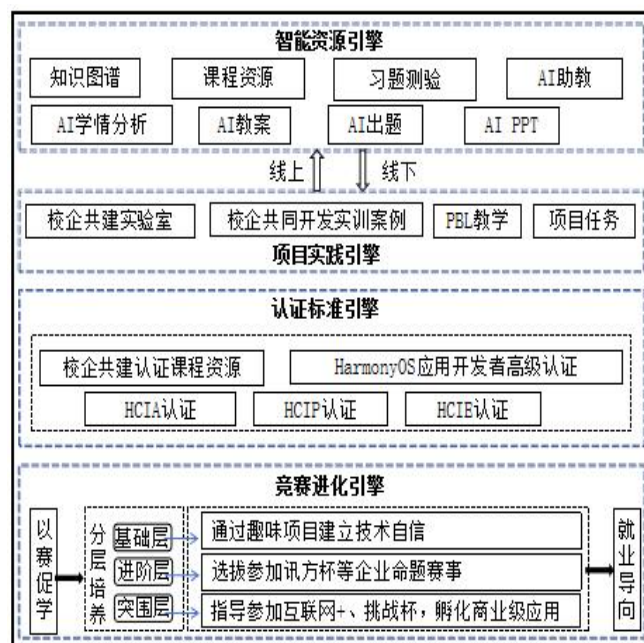 智能资源引擎
知识图谱 课程资源 习题测验 AI助教
AI学情分析 AI教案 AI出题 AI PPT
线上 线下
校企共建实验室 校企共同开发实训案例 PBL教学 项目任务
项目实践引擎
认证标准引擎
校企共建认证课程资源 HarmonyOS应用开发者高级认证
HCIA认证 HCIP认证 HCIE认证
竞赛进化引擎
以赛促学
分层培养
基础层 通过趣味项目建立技术自信
进阶层 选拔参加讯方杯等企业命题赛事
突围层 指导参加互联网+、挑战杯，孵化商业级应用
就业导向